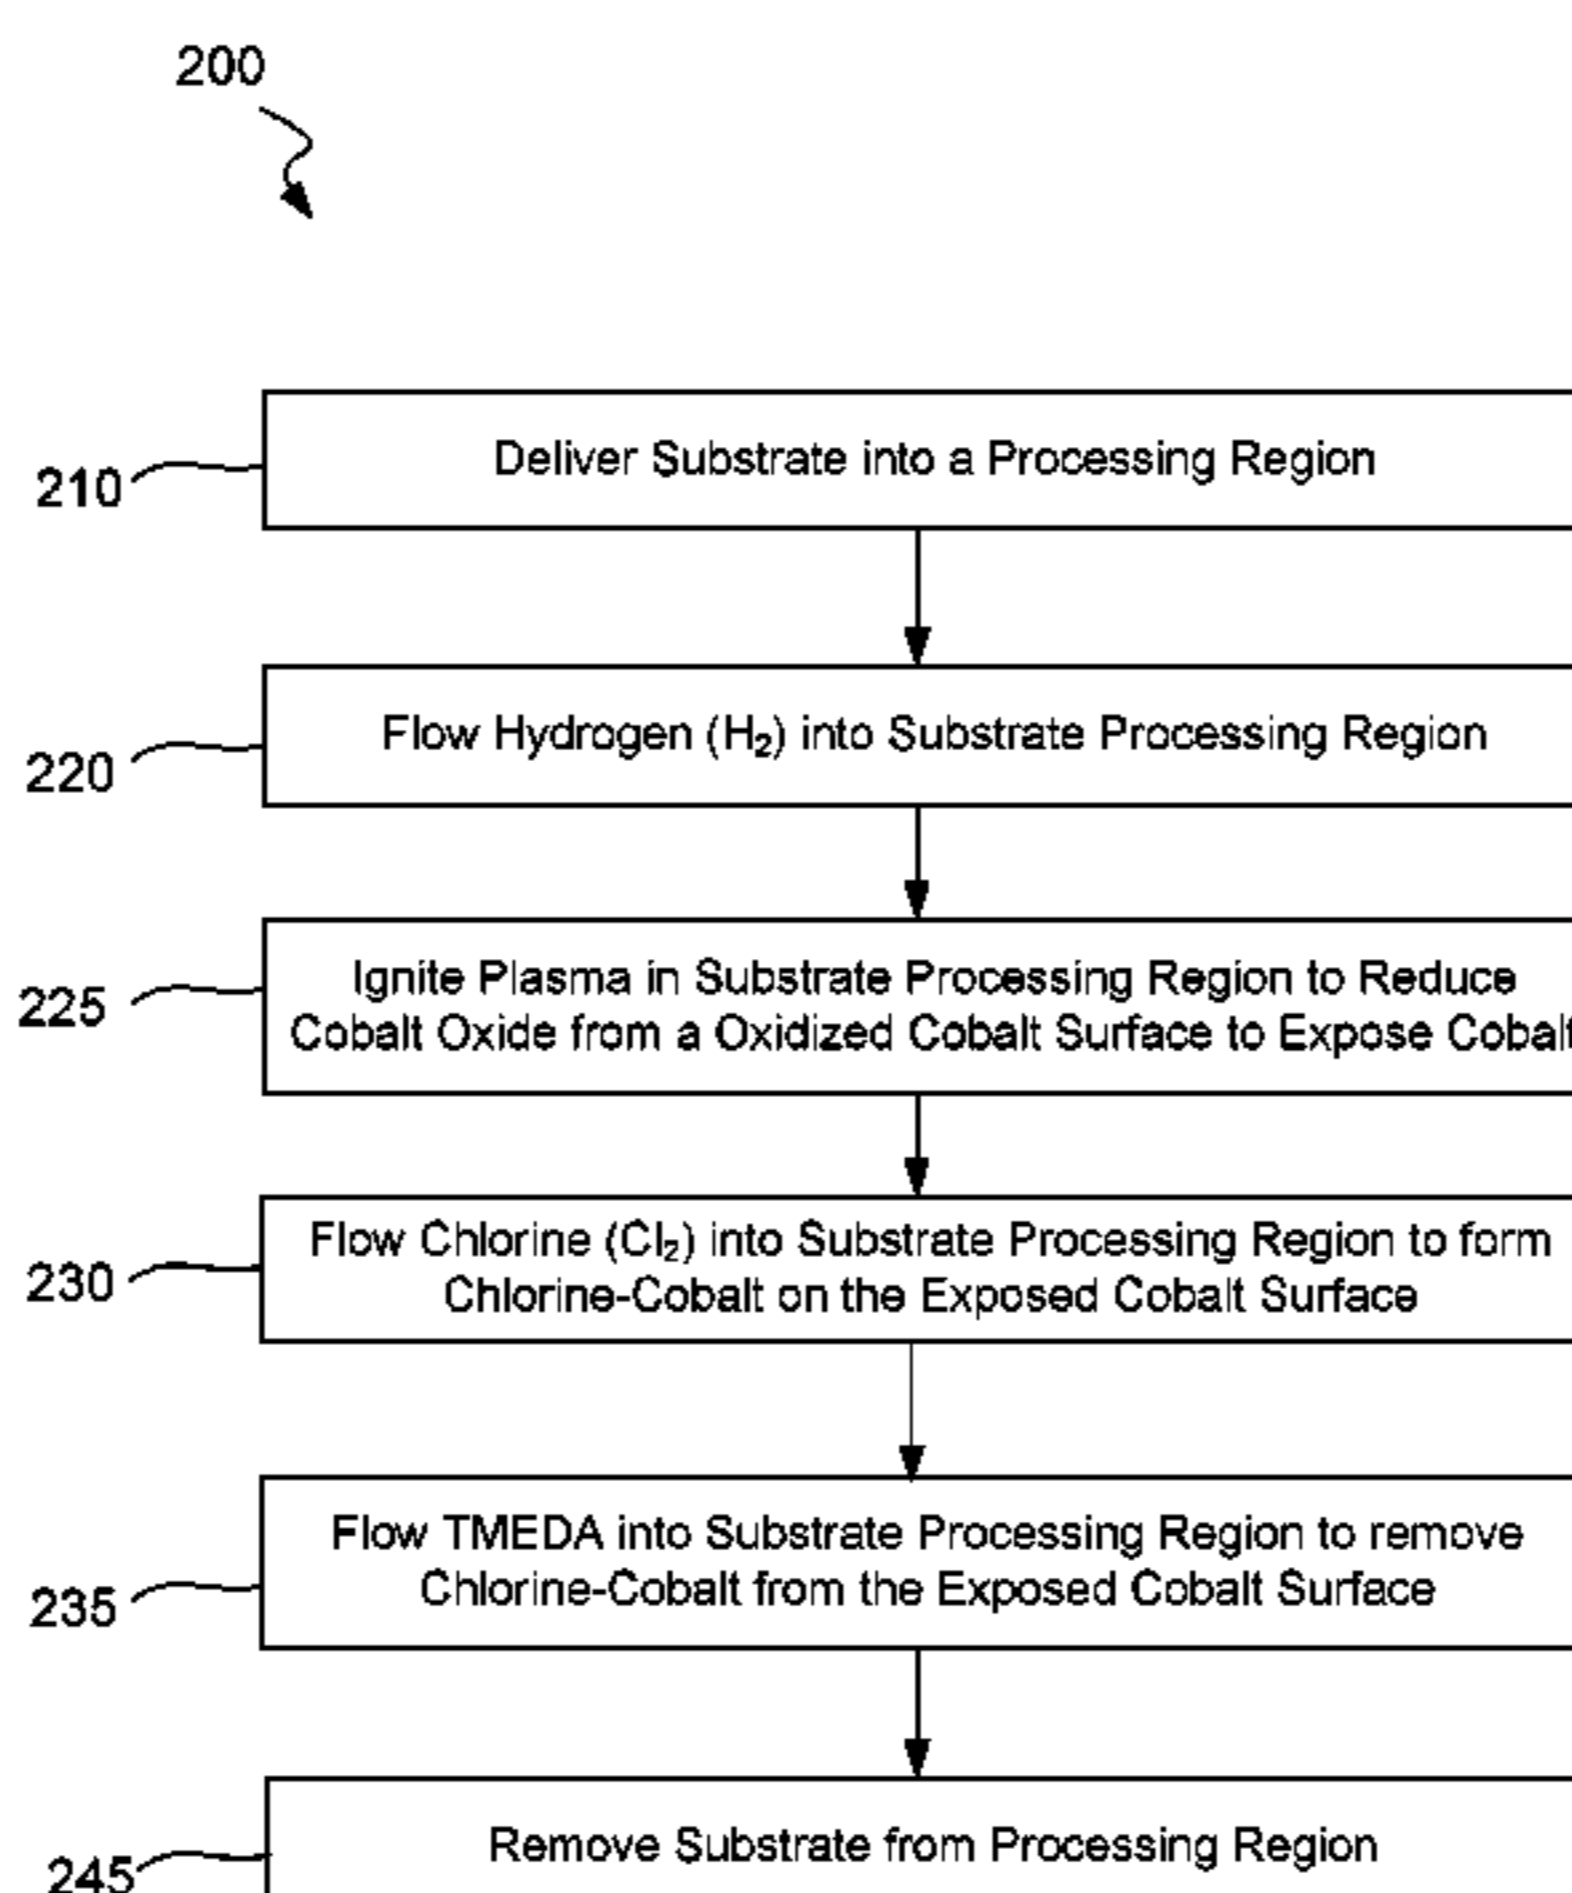 200
210
Deliver Substrate into a Processing Region
220
Flow Hydrogen (H₂) into Substrate Processing Region
225
Ignite Plasma in Substrate Processing Region to Reduce
Cobalt Oxide from a Oxidized Cobalt Surface to Expose Cobalt
230
Flow Chlorine (Cl₂) into Substrate Processing Region to form
Chlorine-Cobalt on the Exposed Cobalt Surface
235
Flow TMEDA into Substrate Processing Region to remove
Chlorine-Cobalt from the Exposed Cobalt Surface
245
Remove Substrate from Processing Region